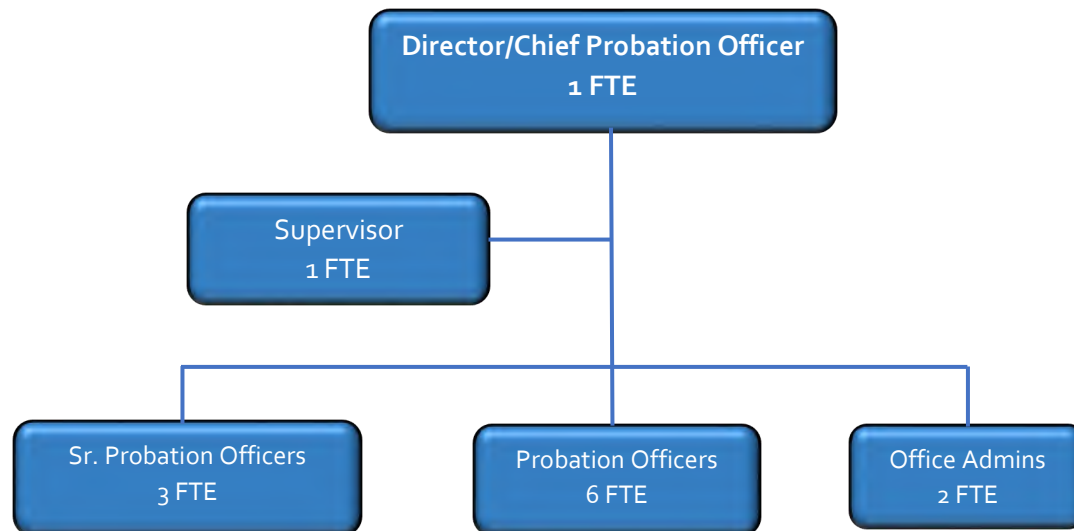 Director/Chief Probation Officer
1 FTE
Supervisor
1 FTE
Sr. Probation Officers
3 FTE
Probation Officers
6 FTE
Office Admins
2 FTE